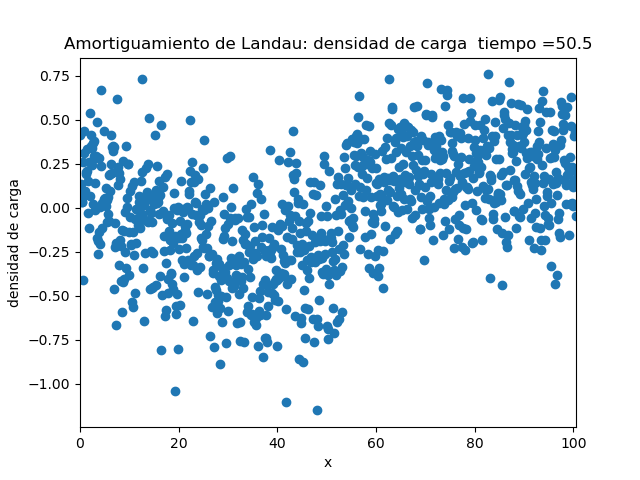 Amortiguamiento de Landau: densidad de carga  tiempo =50.5
0.75
0.50
0.25
0.00
−0.25
−0.50
−0.75
−1.00
densidad de carga
0 20 40 60 80 100
x